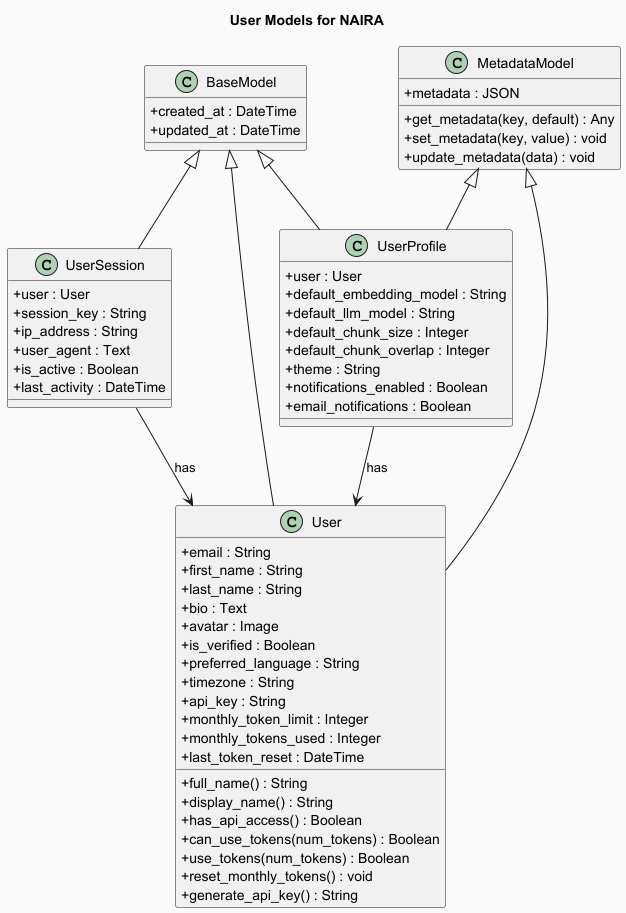 User Models for NAIRA
C BaseModel
+created_at : DateTime
+updated_at : DateTime
C MetadataModel
+metadata : JSON
+get_metadata(key, default) : Any
+set_metadata(key, value) : void
+update_metadata(data) : void
C UserSession
+user : User
+session_key : String
+ip_address : String
+user_agent : Text
+is_active : Boolean
+last_activity : DateTime
C UserProfile
+user : User
+default_embedding_model : String
+default_llm_model : String
+default_chunk_size : Integer
+default_chunk_overlap : Integer
+theme : String
+notifications_enabled : Boolean
+email_notifications : Boolean
has
has
C User
+email : String
+first_name : String
+last_name : String
+bio : Text
+avatar : Image
+is_verified : Boolean
+preferred_language : String
+timezone : String
+api_key : String
+monthly_token_limit : Integer
+monthly_tokens_used : Integer
+last_token_reset : DateTime
+full_name() : String
+display_name() : String
+has_api_access() : Boolean
+can_use_tokens(num_tokens) : Boolean
+use_tokens(num_tokens) : Boolean
+reset_monthly_tokens() : void
+generate_api_key() : String